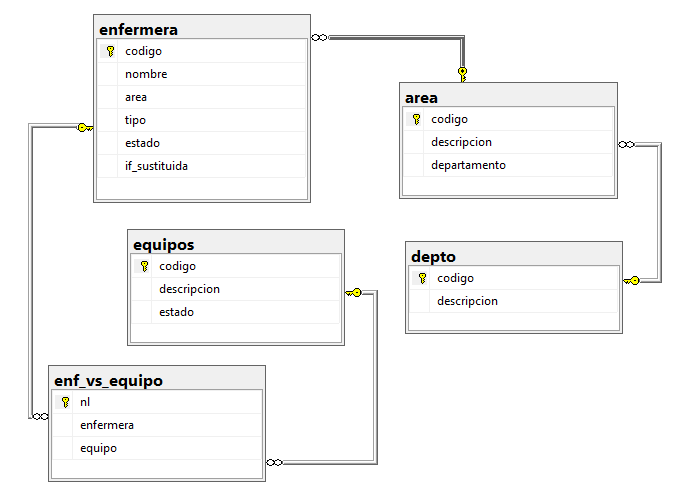 enfermera
codigo
nombre
area
tipo
estado
if_sustituida
area
codigo
descripcion
departamento
equipos
codigo
descripcion
estado
depto
codigo
descripcion
enf_vs_equipo
nl
enfermera
equipo